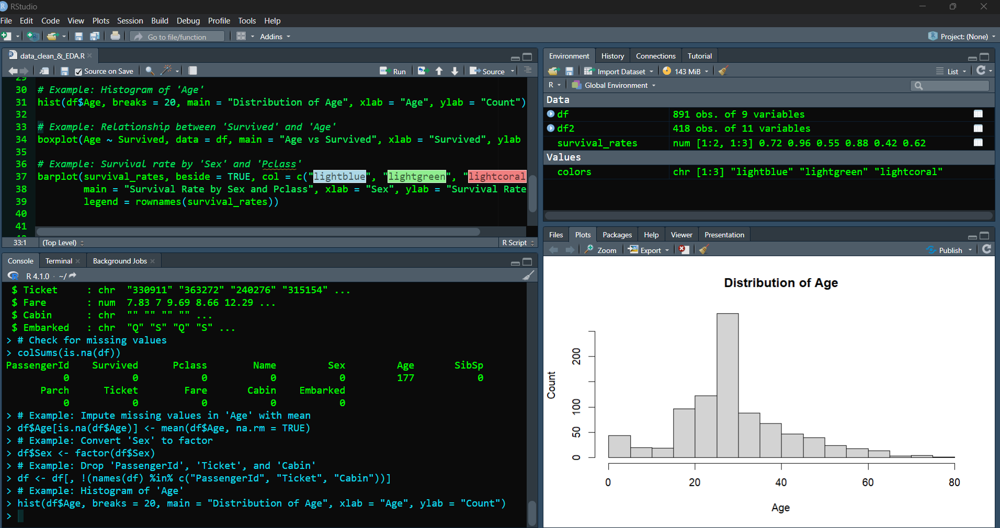 RStudio
File Edit Code View Plots Session Build Debug Profile Tools Help
Go to file/function Addins Project: (None)
data_clean_&_EDA.R
Source on Save Run Source
29
30 # Example: Histogram of 'Age'
31 hist(df$Age, breaks = 20, main = "Distribution of Age", xlab = "Age", ylab = "Count")
32
33 # Example: Relationship between 'Survived' and 'Age'
34 boxplot(Age ~ Survived, data = df, main = "Age vs Survived", xlab = "Survived", ylab
35
36 # Example: Survival rate by 'Sex' and 'Pclass'
37 barplot(survival_rates, beside = TRUE, col = c("lightblue", "lightgreen", "lightcoral
38 main = "Survival Rate by Sex and Pclass", xlab = "Sex", ylab = "Survival Rate
39 legend = rownames(survival_rates))
40
41
33:1 (Top Level) R Script
Console Terminal Background Jobs
R 4.1.0 · ~/
$ Ticket : chr "330911" "363272" "240276" "315154" ...
$ Fare : num 7.83 7 9.69 8.66 12.29 ...
$ Cabin : chr "" "" "" "" ...
$ Embarked : chr "Q" "S" "Q" "S" ...
> # Check for missing values
> colSums(is.na(df))
PassengerId Survived Pclass Name Sex Age SibSp
0 0 0 0 0 177 0
Parch Ticket Fare Cabin Embarked
0 0 0 0 0
> # Example: Impute missing values in 'Age' with mean
> df$Age[is.na(df$Age)] <- mean(df$Age, na.rm = TRUE)
> # Example: Convert 'Sex' to factor
> df$Sex <- factor(df$Sex)
> # Example: Drop 'PassengerId', 'Ticket', and 'Cabin'
> df <- df[, !(names(df) %in% c("PassengerId", "Ticket", "Cabin"))]
> # Example: Histogram of 'Age'
> hist(df$Age, breaks = 20, main = "Distribution of Age", xlab = "Age", ylab = "Count")
>
Environment History Connections Tutorial
Import Dataset 143 MiB List
R Global Environment
Data
df 891 obs. of 9 variables
df2 418 obs. of 11 variables
survival_rates num [1:2, 1:3] 0.72 0.96 0.55 0.88 0.42 0.62
Values
colors chr [1:3] "lightblue" "lightgreen" "lightcoral"
Files Plots Packages Help Viewer Presentation
Zoom Export Publish
Distribution of Age
Count
200
100
50
0
0 20 40 60 80
Age